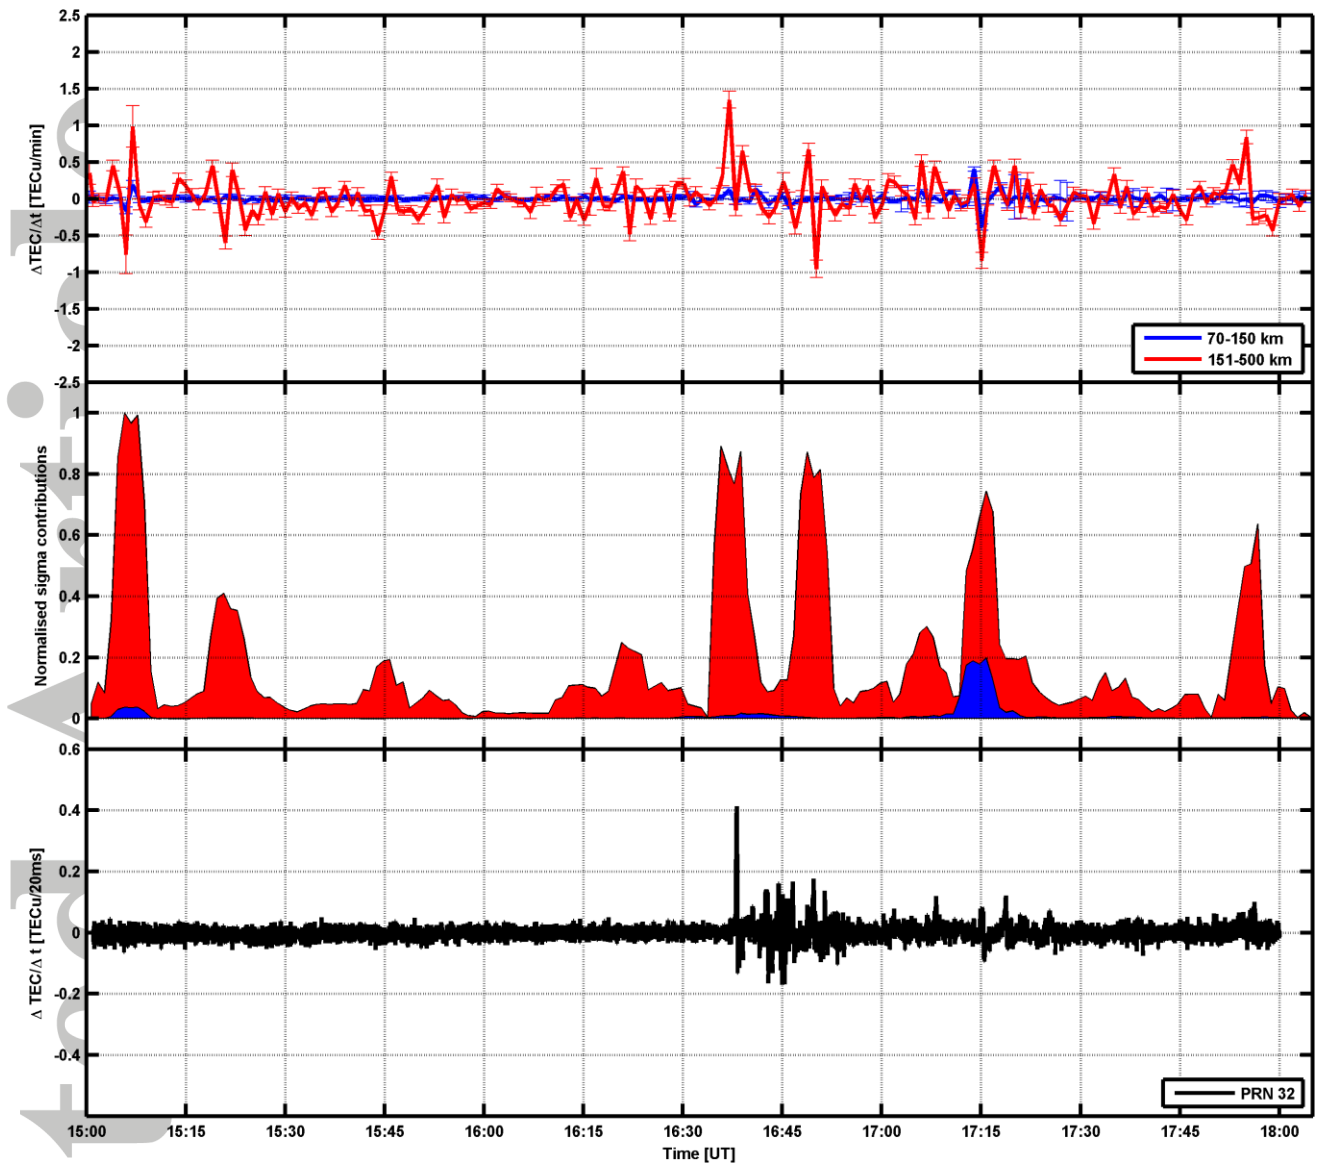 2.5
2
1.5
1
0.5
0
-0.5
-1
-1.5
-2
-2.5
ΔTEC/Δt [TECu/min]
70-150 km
151-500 km
1
0.8
0.6
0.4
0.2
0
Normalised sigma contributions
0.6
0.4
0.2
0
-0.2
-0.4
Δ TEC/Δ t [TECu/20ms]
PRN 32
15:00 15:15 15:30 15:45 16:00 16:15 16:30 16:45 17:00 17:15 17:30 17:45 18:00
Time [UT]
Accepted Article